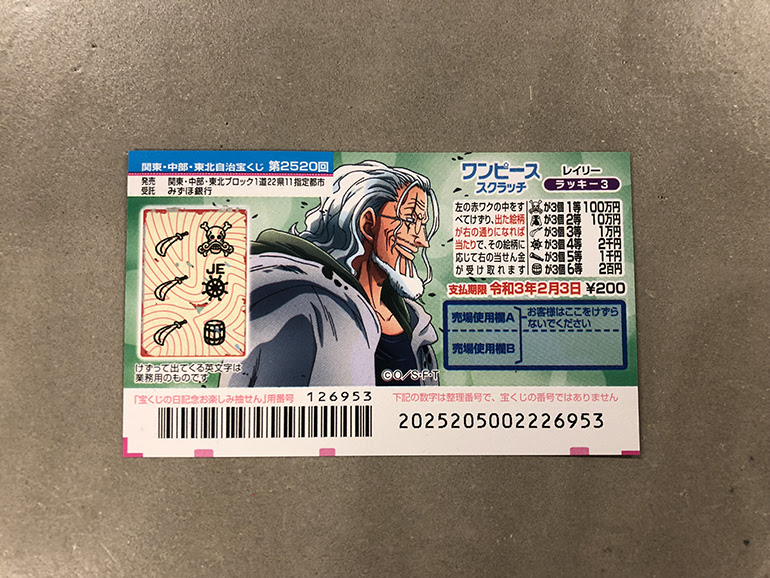 関東・中部・東北自治宝くじ 第2520回
発売 関東・中部・東北ブロック1道22県11指定都市
受託 みずほ銀行
JE
けずって出てくる英文字は
業務用のものです
©O/S・F・T
ワンピース
スクラッチ
レイリー
ラッキー3
左の赤ワクの中をす
べてけずり、出た絵柄
が右の通りになれば
当たりで、その絵柄に
応じて右の当せん金
が受け取れます
が3個 1等 100万円
が3個 2等 10万円
が3個 3等 1万円
が3個 4等 2千円
が3個 5等 1千円
が3個 6等 2百円
支払期限 令和3年2月3日 ¥200
売場使用欄A
お客様はここをけずら
ないでください
売場使用欄B
「宝くじの日記念お楽しみ抽せん」用番号 126953
下記の数字は整理番号で、宝くじの番号ではありません
2025205002226953